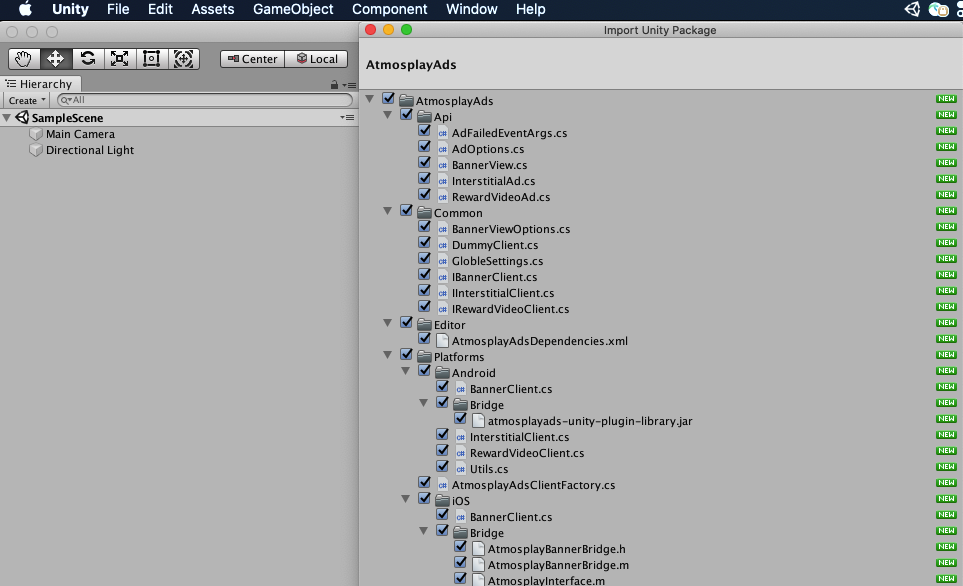 Unity File Edit Assets GameObject Component Window Help
Import Unity Package
Center Local
AtmosplayAds
Hierarchy
Create All
SampleScene
Main Camera
Directional Light
AtmosplayAds NEW
Api NEW
AdFailedEventArgs.cs NEW
AdOptions.cs NEW
BannerView.cs NEW
InterstitialAd.cs NEW
RewardVideoAd.cs NEW
Common NEW
BannerViewOptions.cs NEW
DummyClient.cs NEW
GlobleSettings.cs NEW
IBannerClient.cs NEW
IInterstitialClient.cs NEW
IRewardVideoClient.cs NEW
Editor NEW
AtmosplayAdsDependencies.xml NEW
Platforms NEW
Android NEW
BannerClient.cs NEW
Bridge NEW
atmosplayads-unity-plugin-library.jar NEW
InterstitialClient.cs NEW
RewardVideoClient.cs NEW
Utils.cs NEW
AtmosplayAdsClientFactory.cs NEW
iOS NEW
BannerClient.cs NEW
Bridge NEW
AtmosplayBannerBridge.h NEW
AtmosplayBannerBridge.m NEW
AtmosplayInterface.m NEW